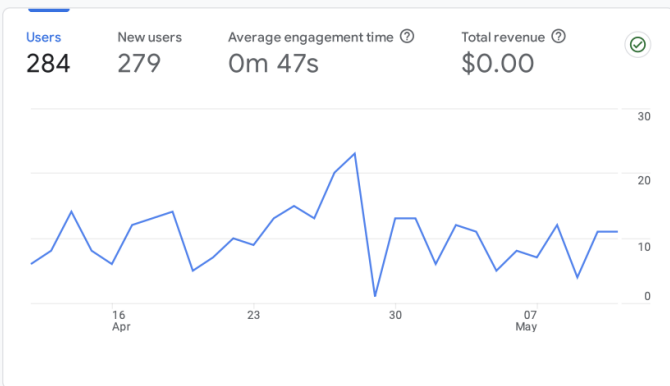 Users
284
New users
279
Average engagement time
0m 47s
Total revenue
$0.00
30
20
10
0
16
Apr
23
30
07
May